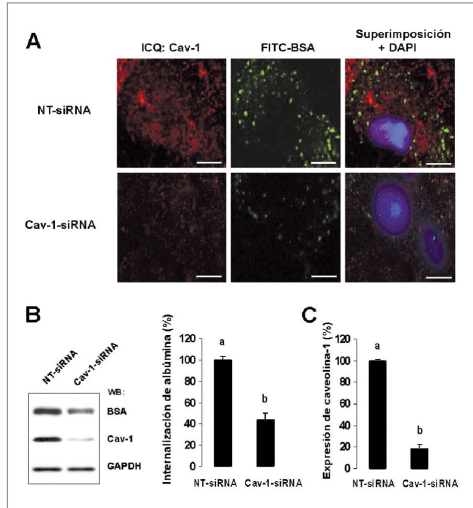 A
ICQ: Cav-1
FITC-BSA
Superimposición
+ DAPI
NT-siRNA
Cav-1-siRNA
B
NT-siRNA
Cav-1-siRNA
WB:
BSA
Cav-1
GAPDH
Internalización de albúmina (%)
120
100
80
60
40
20
0
a
b
NT-siRNA Cav-1-siRNA
C
Expresión de caveolina-1 (%)
120
100
80
60
40
20
0
a
b
NT-siRNA Cav-1-siRNA